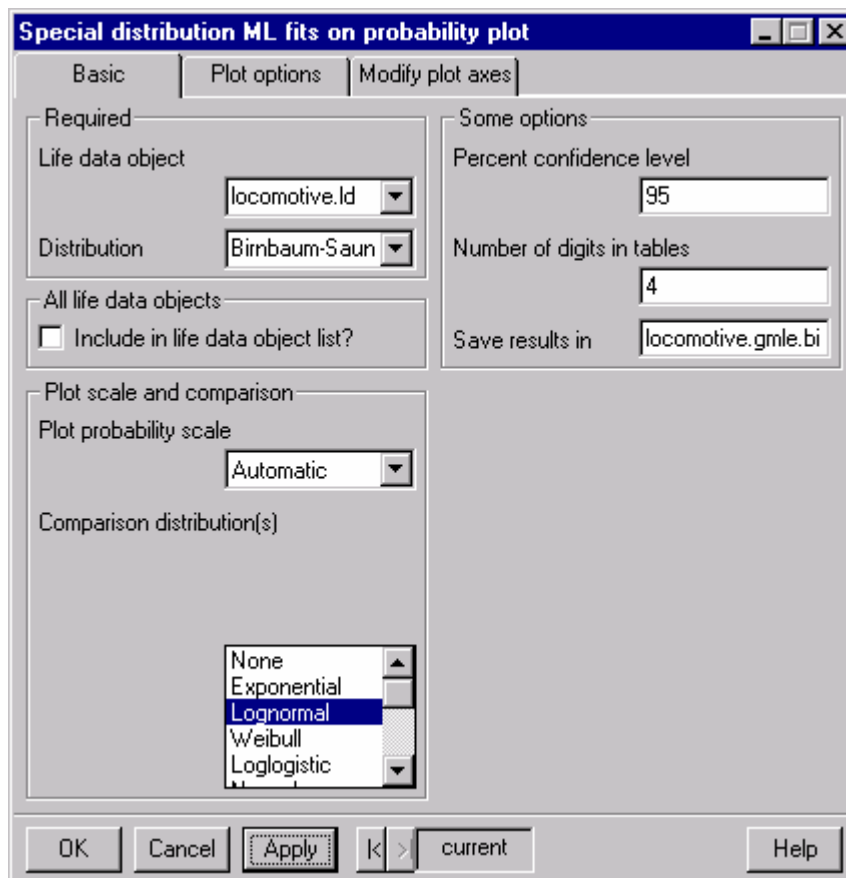 Special distribution ML fits on probability plot
Basic
Plot options
Modify plot axes
Required
Life data object
locomotive.ld
Distribution
Birnbaum-Saun
All life data objects
Include in life data object list?
Plot scale and comparison
Plot probability scale
Automatic
Comparison distribution(s)
None
Exponential
Lognormal
Weibull
Loglogistic
Some options
Percent confidence level
95
Number of digits in tables
4
Save results in
locomotive.gmle.bi
OK
Cancel
Apply
current
Help